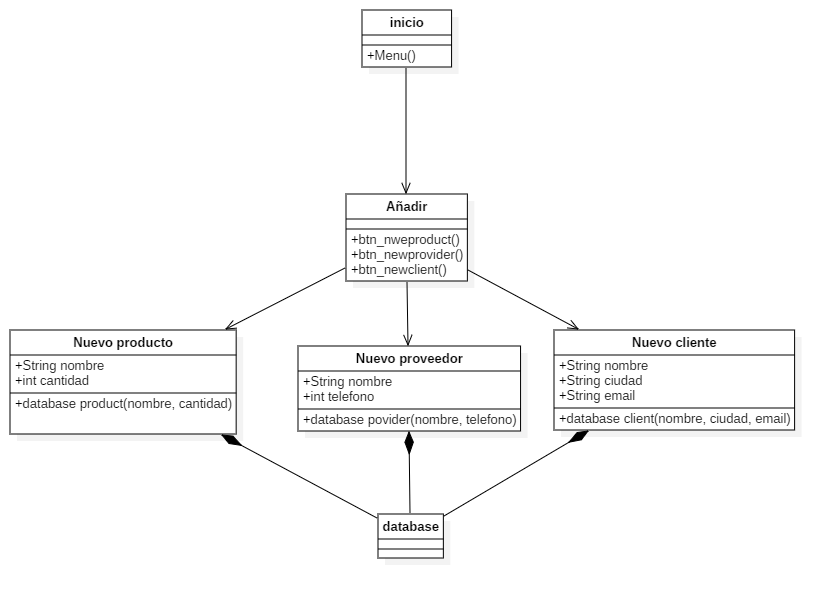 inicio
+Menu()
Añadir
+btn_nweproduct()
+btn_newprovider()
+btn_newclient()
Nuevo producto
+String nombre
+int cantidad
+database product(nombre, cantidad)
Nuevo proveedor
+String nombre
+int telefono
+database povider(nombre, telefono)
Nuevo cliente
+String nombre
+String ciudad
+String email
+database client(nombre, ciudad, email)
database